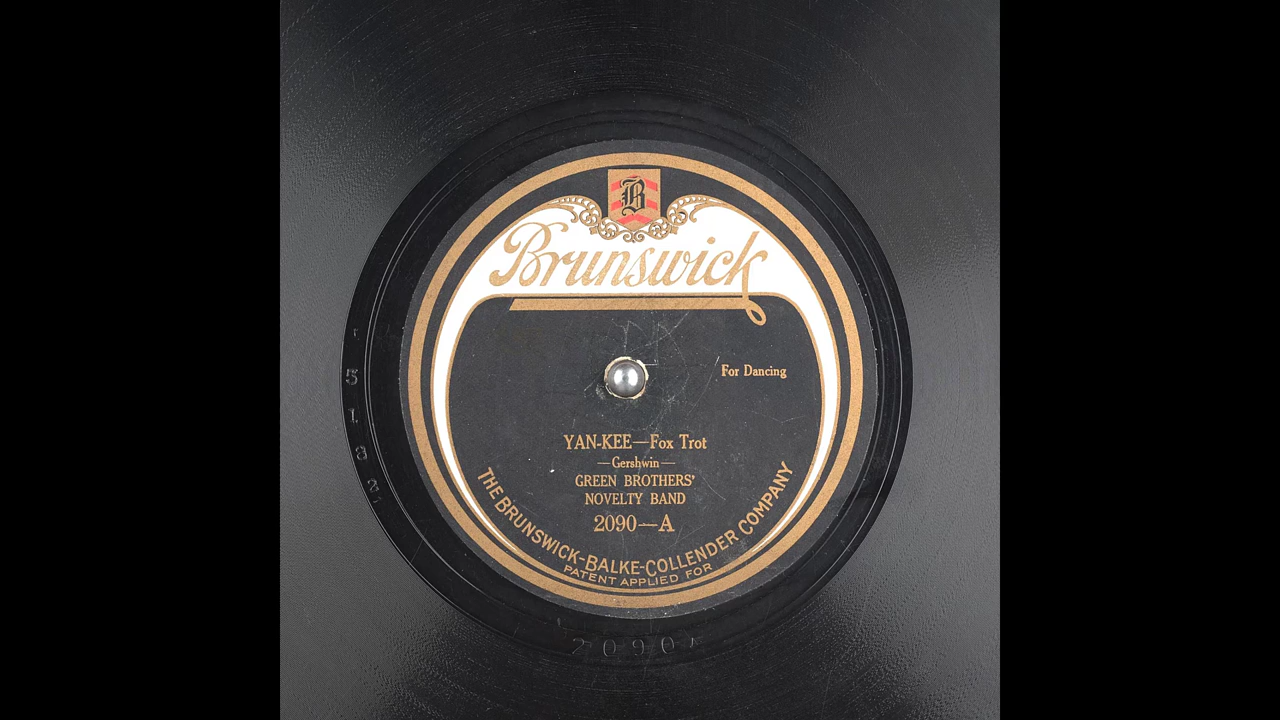 B
Brunswick
For Dancing
YAN-KEE—Fox Trot
—Gershwin—
GREEN BROTHERS'
NOVELTY BAND
2090—A
THE BRUNSWICK-BALKE-COLLENDER COMPANY
PATENT APPLIED FOR
2090